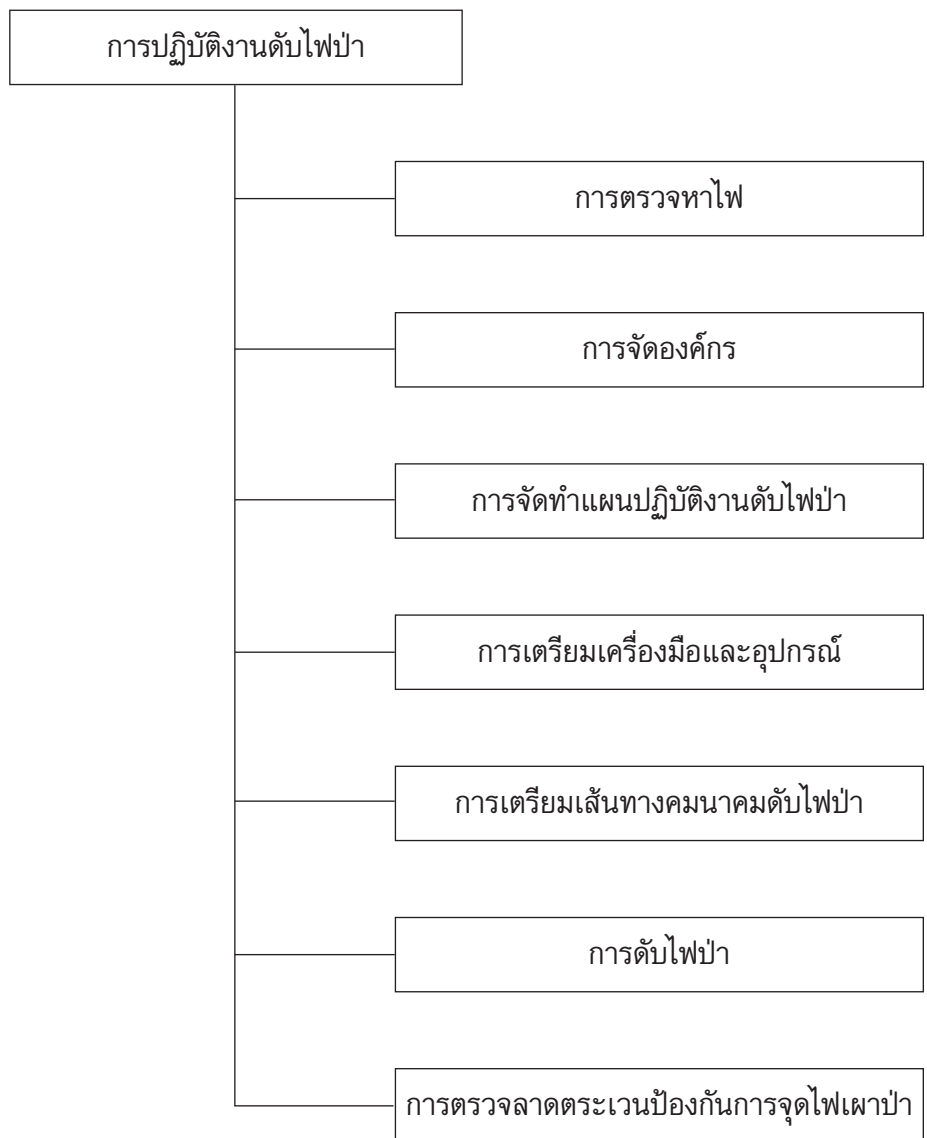 การปฏิบัติงานดับไฟป่า
การตรวจหาไฟ
การจัดองค์กร
การจัดทำแผนปฏิบัติงานดับไฟป่า
การเตรียมเครื่องมือและอุปกรณ์
การเตรียมเส้นทางคมนาคมดับไฟป่า
การดับไฟป่า
การตรวจลาดตระเวนป้องกันการจุดไฟเผาป่า